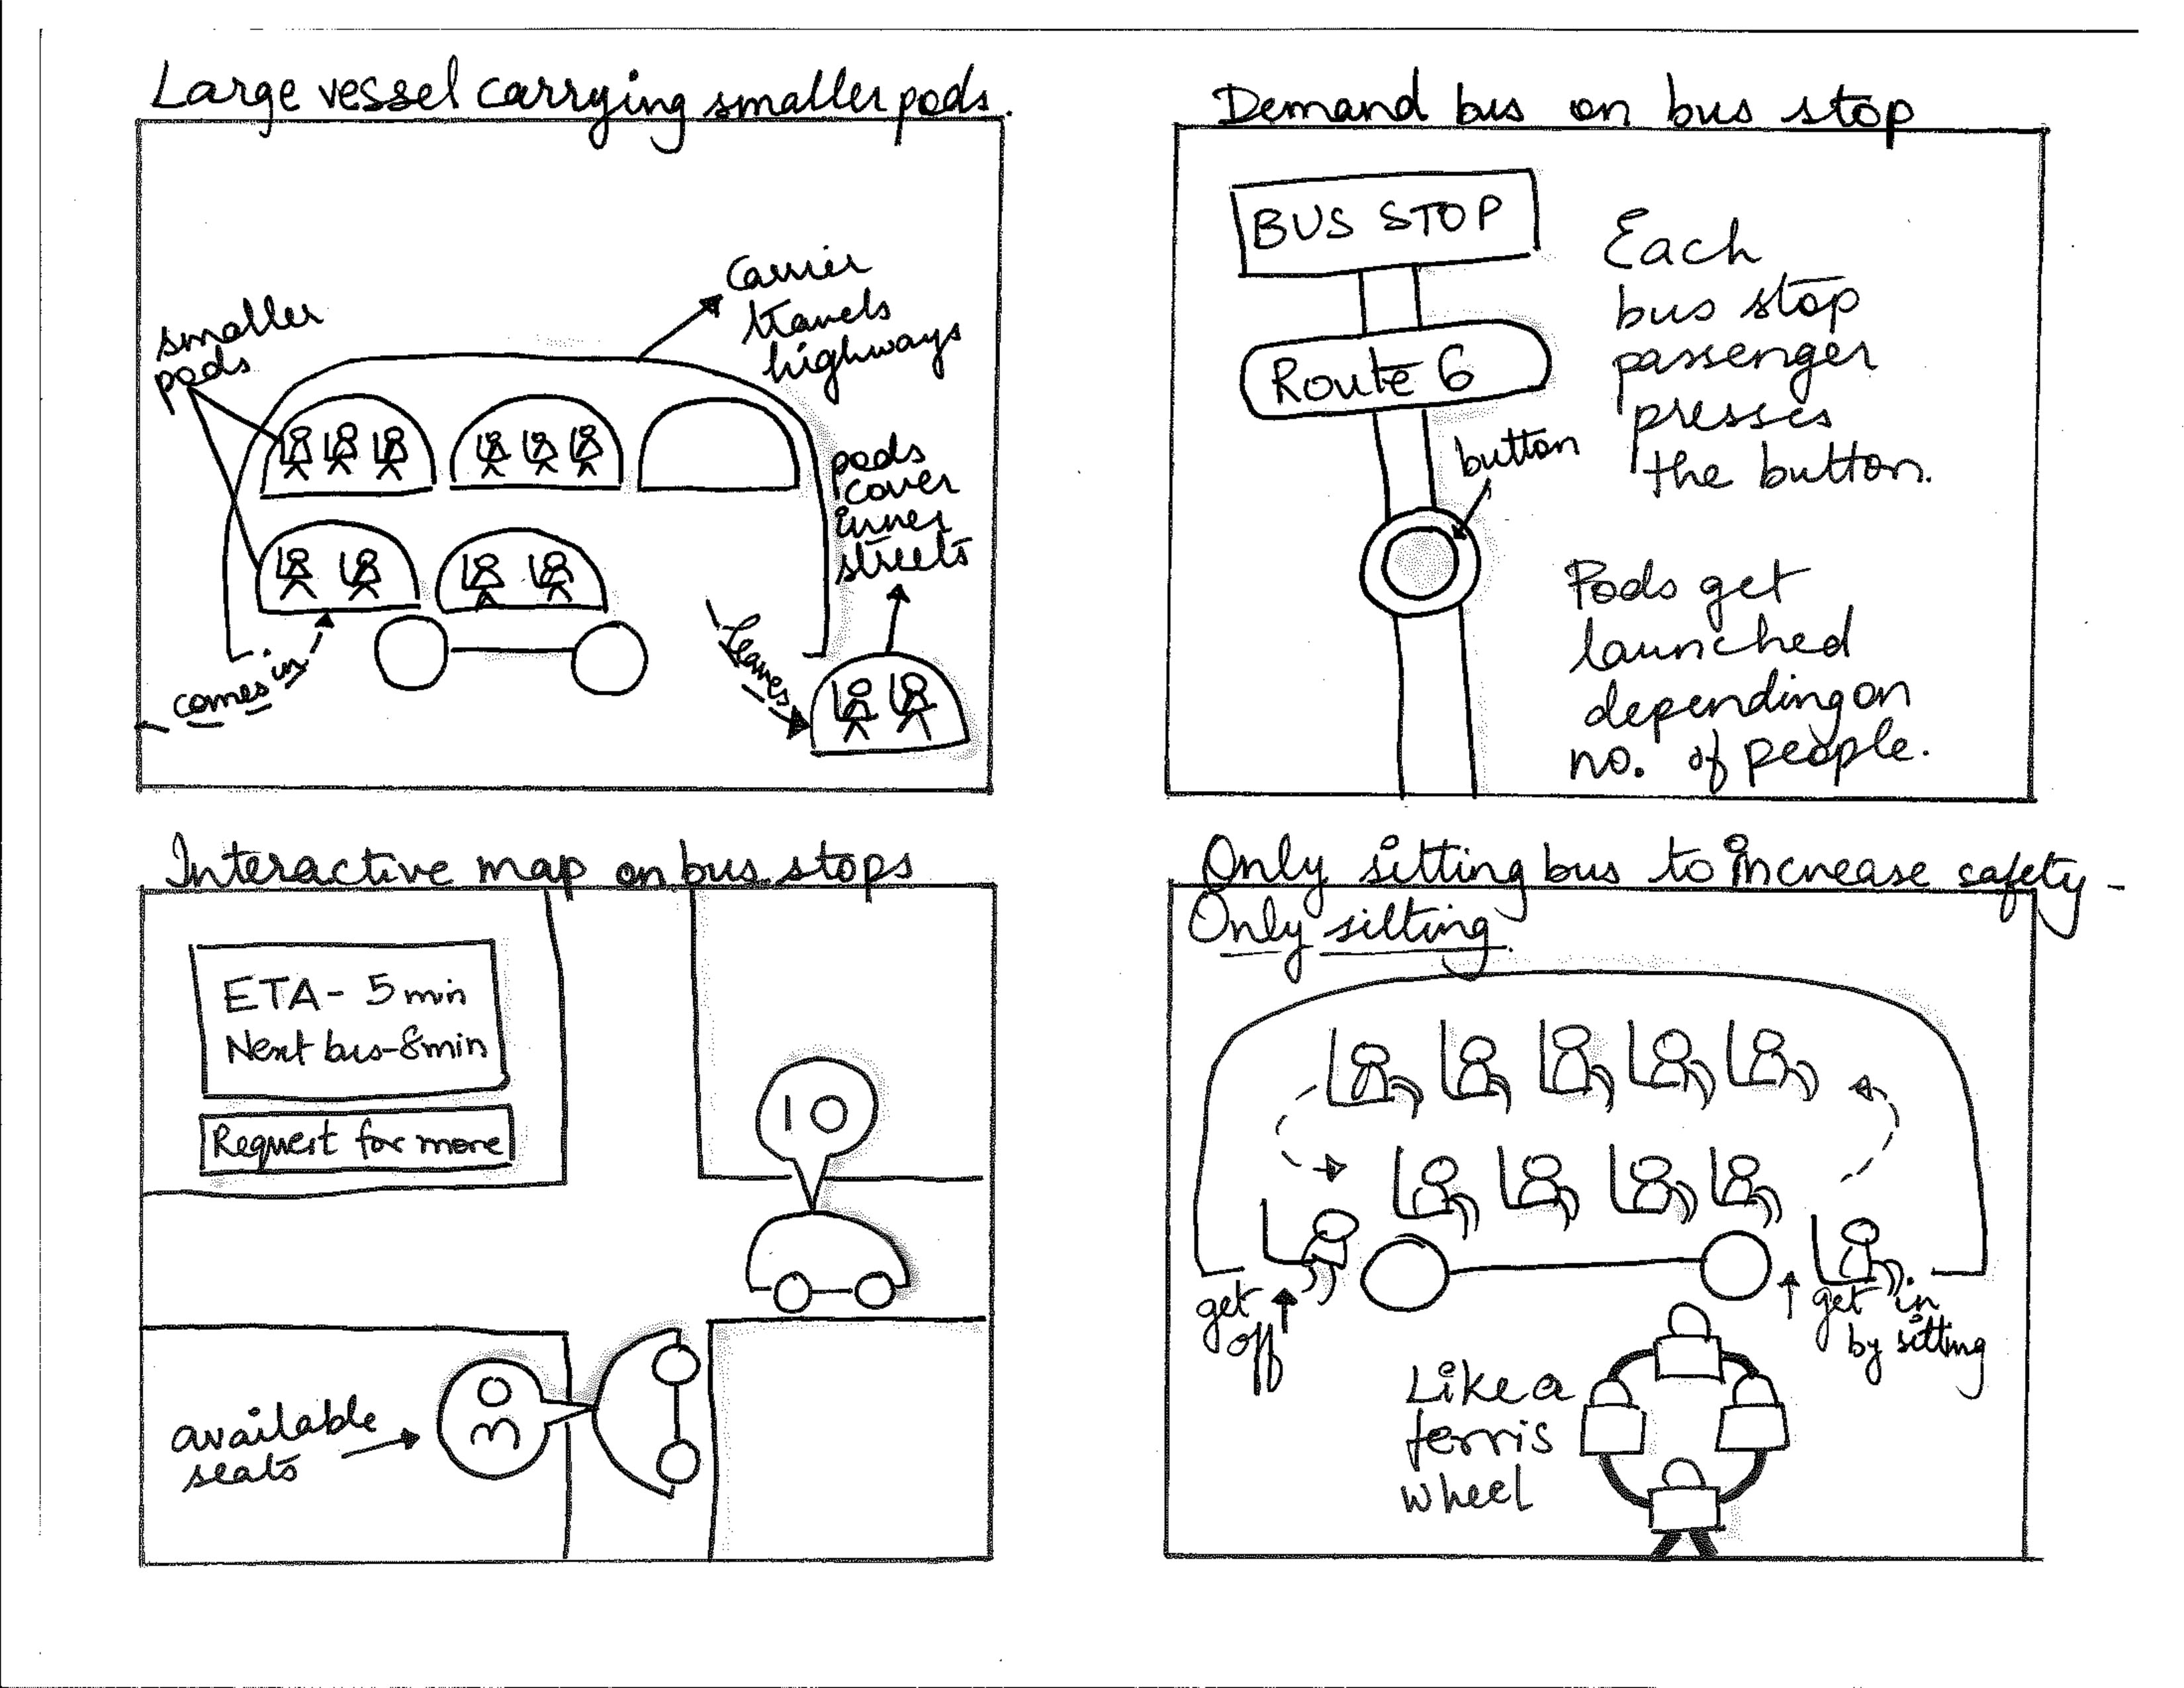 Large vessel carrying smaller pods.
smaller
pods
Carrier
travels
highways
pods
cover
inner
streets
comes in
leaves
Demand bus on bus stop
BUS STOP
Route 6
button
Each
bus stop
passenger
presses
the button.
Pods get
launched
depending on
no. of people.
Interactive map on bus stops
ETA- 5 min
Next bus-8min
Request for more
10
available
seats
30
Only sitting bus to increase safety -
Only sitting.
get
off
get in
by sitting
Like a
ferris
wheel